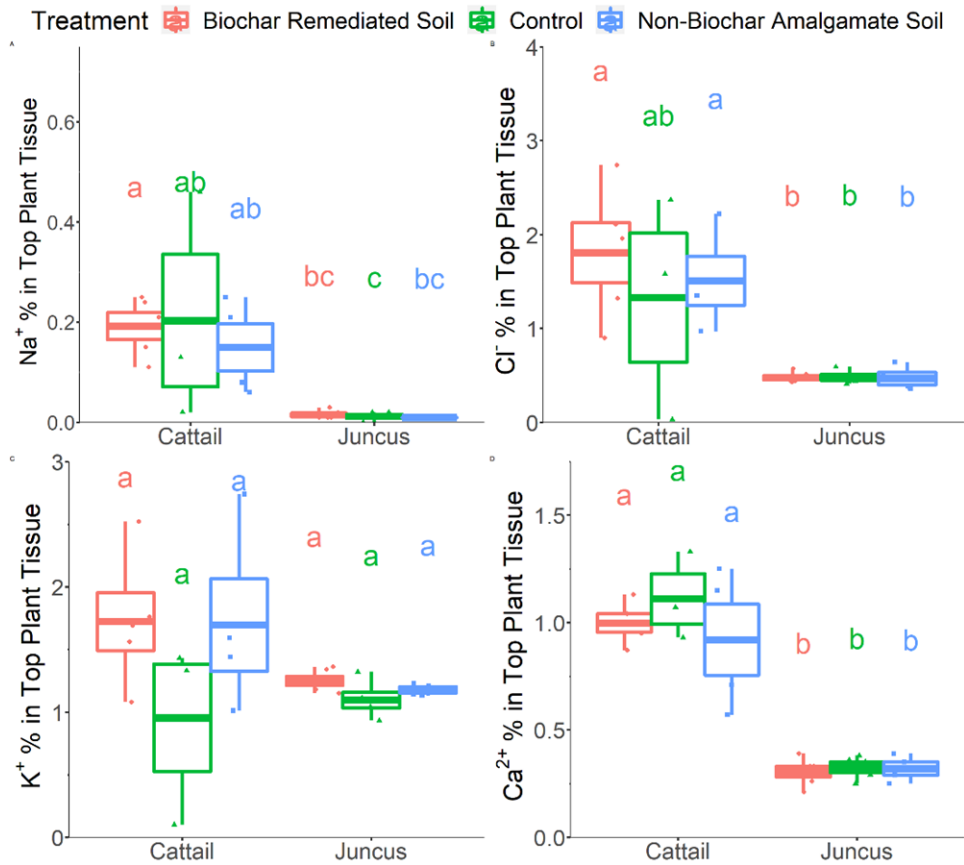 Treatment Biochar Remediated Soil Control Non-Biochar Amalgamate Soil
A
Na⁺ % in Top Plant Tissue
0.6
0.4
0.2
0.0
a ab ab
bc c bc
Cattail Juncus
B
Cl⁻ % in Top Plant Tissue
4
3
2
1
0
a ab a
b b b
Cattail Juncus
C
K⁺ % in Top Plant Tissue
3
2
1
0
a a a
a a a
Cattail Juncus
D
Ca²⁺ % in Top Plant Tissue
1.5
1.0
0.5
0.0
a a a
b b b
Cattail Juncus